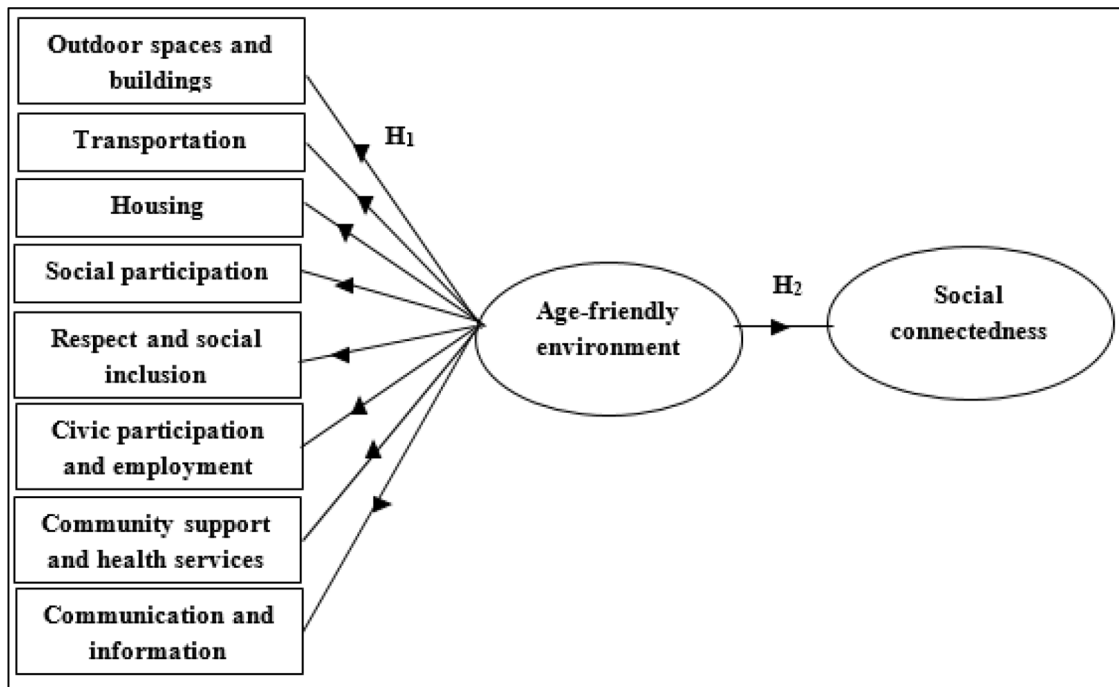 Outdoor spaces and
buildings
Transportation
H₁
Housing
Social participation
Respect and social
inclusion
Civic participation
and employment
Community support
and health services
Communication and
information
Age-friendly
environment
H₂
Social
connectedness